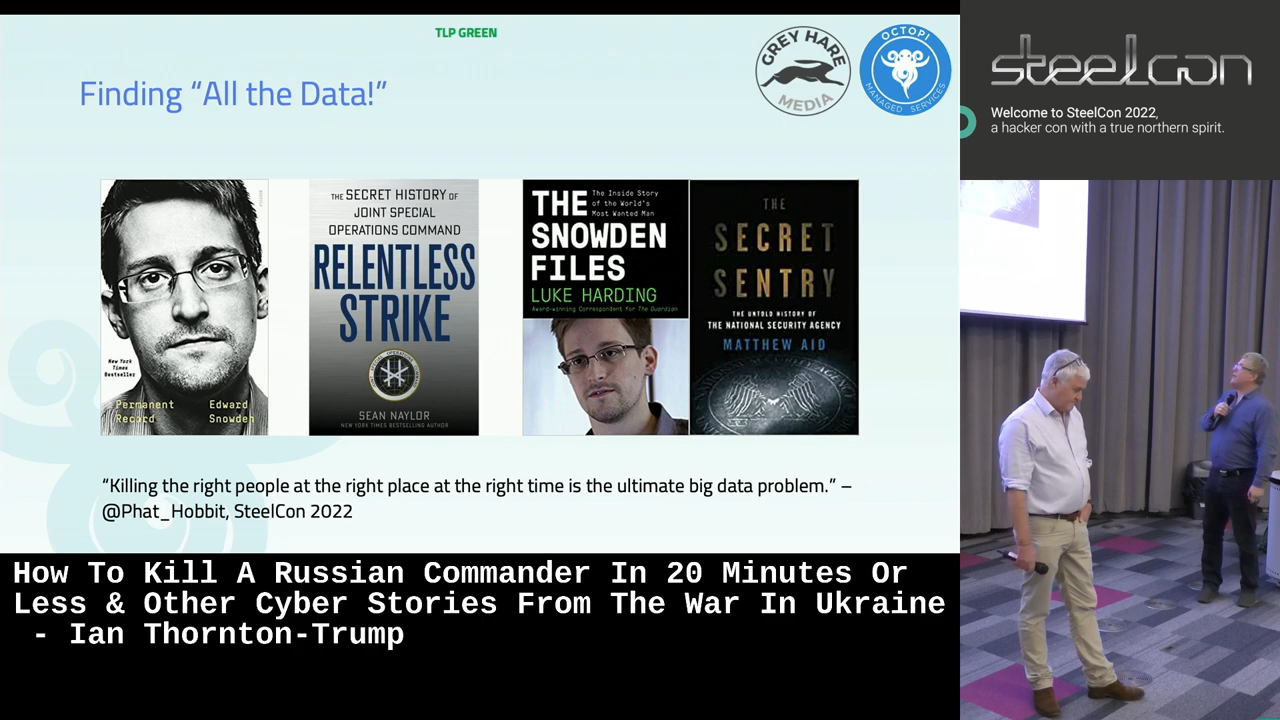 TLP GREEN
Finding “All the Data!”
GREY HARE
MEDIA
OCTOPI
MANAGED SERVICES
steelcon
Welcome to SteelCon 2022,
a hacker con with a true northern spirit.
New York
Times
Bestseller
Permanent
Record
Edward
Snowden
THE SECRET HISTORY OF
JOINT SPECIAL
OPERATIONS COMMAND
RELENTLESS
STRIKE
SEAN NAYLOR
NEW YORK TIMES BESTSELLING AUTHOR
THE
The Inside Story
of the World's
Most Wanted Man
SNOWDEN
FILES
LUKE HARDING
Award-winning Correspondent for The Guardian
THE
SECRET
SENTRY
THE UNTOLD HISTORY OF
THE NATIONAL SECURITY AGENCY
MATTHEW AID
“Killing the right people at the right place at the right time is the ultimate big data problem.” –
@Phat_Hobbit, SteelCon 2022
How To Kill A Russian Commander In 20 Minutes Or
Less & Other Cyber Stories From The War In Ukraine
- Ian Thornton-Trump